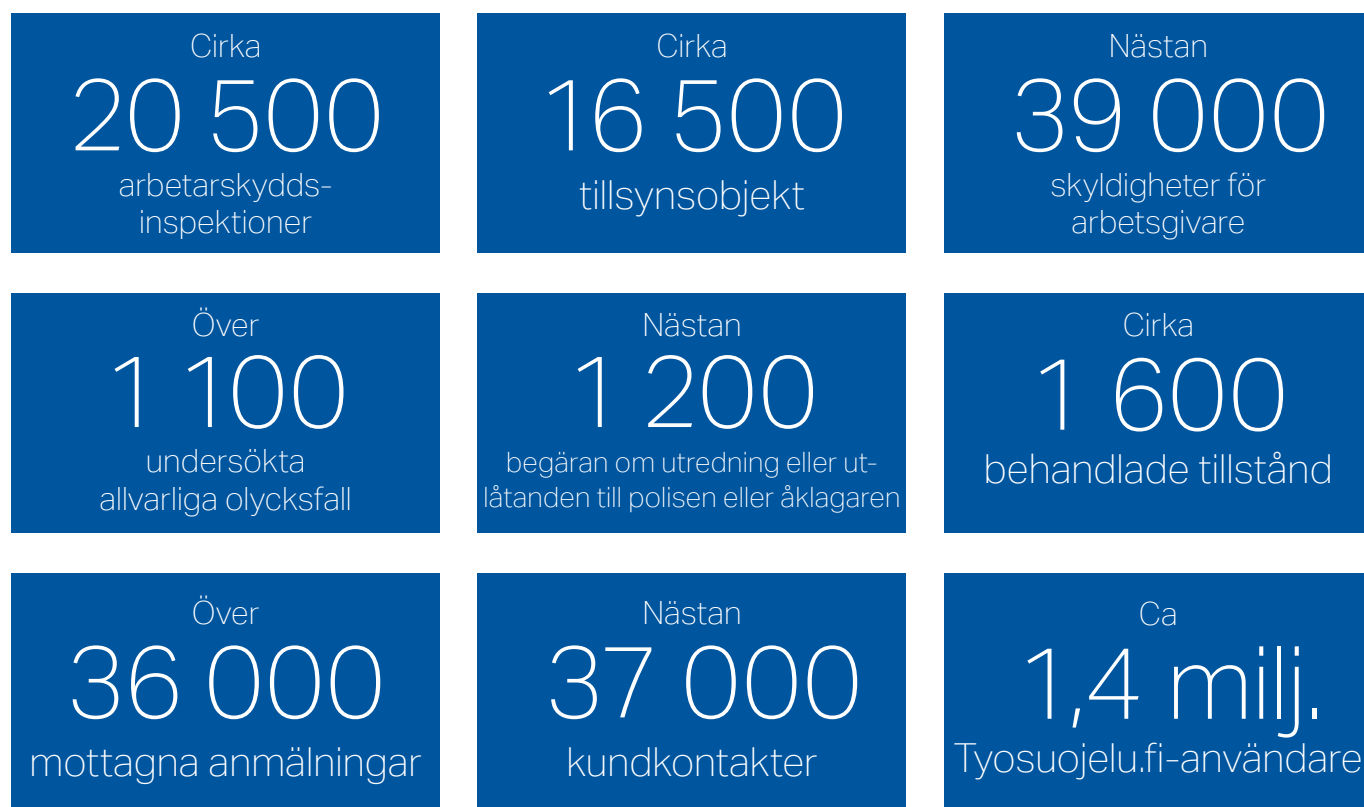 Cirka
20 500
arbetarskydds-
inspektioner
Cirka
16 500
tillsynsobjekt
Nästan
39 000
skyldigheter för
arbetsgivare
Över
1 100
undersökta
allvarliga olycksfall
Nästan
1 200
begäran om utredning eller ut-
låtanden till polisen eller åklagaren
Cirka
1 600
behandlade tillstånd
Över
36 000
mottagna anmälningar
Nästan
37 000
kundkontakter
Ca
1,4 milj.
Tyosuojelu.fi-användare